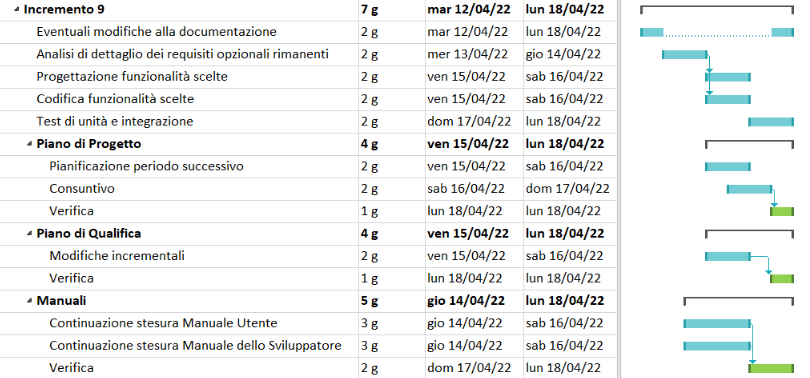 Incremento 9 7 g mar 12/04/22 lun 18/04/22
Eventuali modifiche alla documentazione 2 g mar 12/04/22 lun 18/04/22
Analisi di dettaglio dei requisiti opzionali rimanenti 2 g mer 13/04/22 gio 14/04/22
Progettazione funzionalità scelte 2 g ven 15/04/22 sab 16/04/22
Codifica funzionalità scelte 2 g ven 15/04/22 sab 16/04/22
Test di unità e integrazione 2 g dom 17/04/22 lun 18/04/22
Piano di Progetto 4 g ven 15/04/22 lun 18/04/22
Pianificazione periodo successivo 2 g ven 15/04/22 sab 16/04/22
Consuntivo 2 g sab 16/04/22 dom 17/04/22
Verifica 1 g lun 18/04/22 lun 18/04/22
Piano di Qualifica 4 g ven 15/04/22 lun 18/04/22
Modifiche incrementali 2 g ven 15/04/22 sab 16/04/22
Verifica 1 g lun 18/04/22 lun 18/04/22
Manuali 5 g gio 14/04/22 lun 18/04/22
Continuazione stesura Manuale Utente 3 g gio 14/04/22 sab 16/04/22
Continuazione stesura Manuale dello Sviluppatore 3 g gio 14/04/22 sab 16/04/22
Verifica 2 g dom 17/04/22 lun 18/04/22